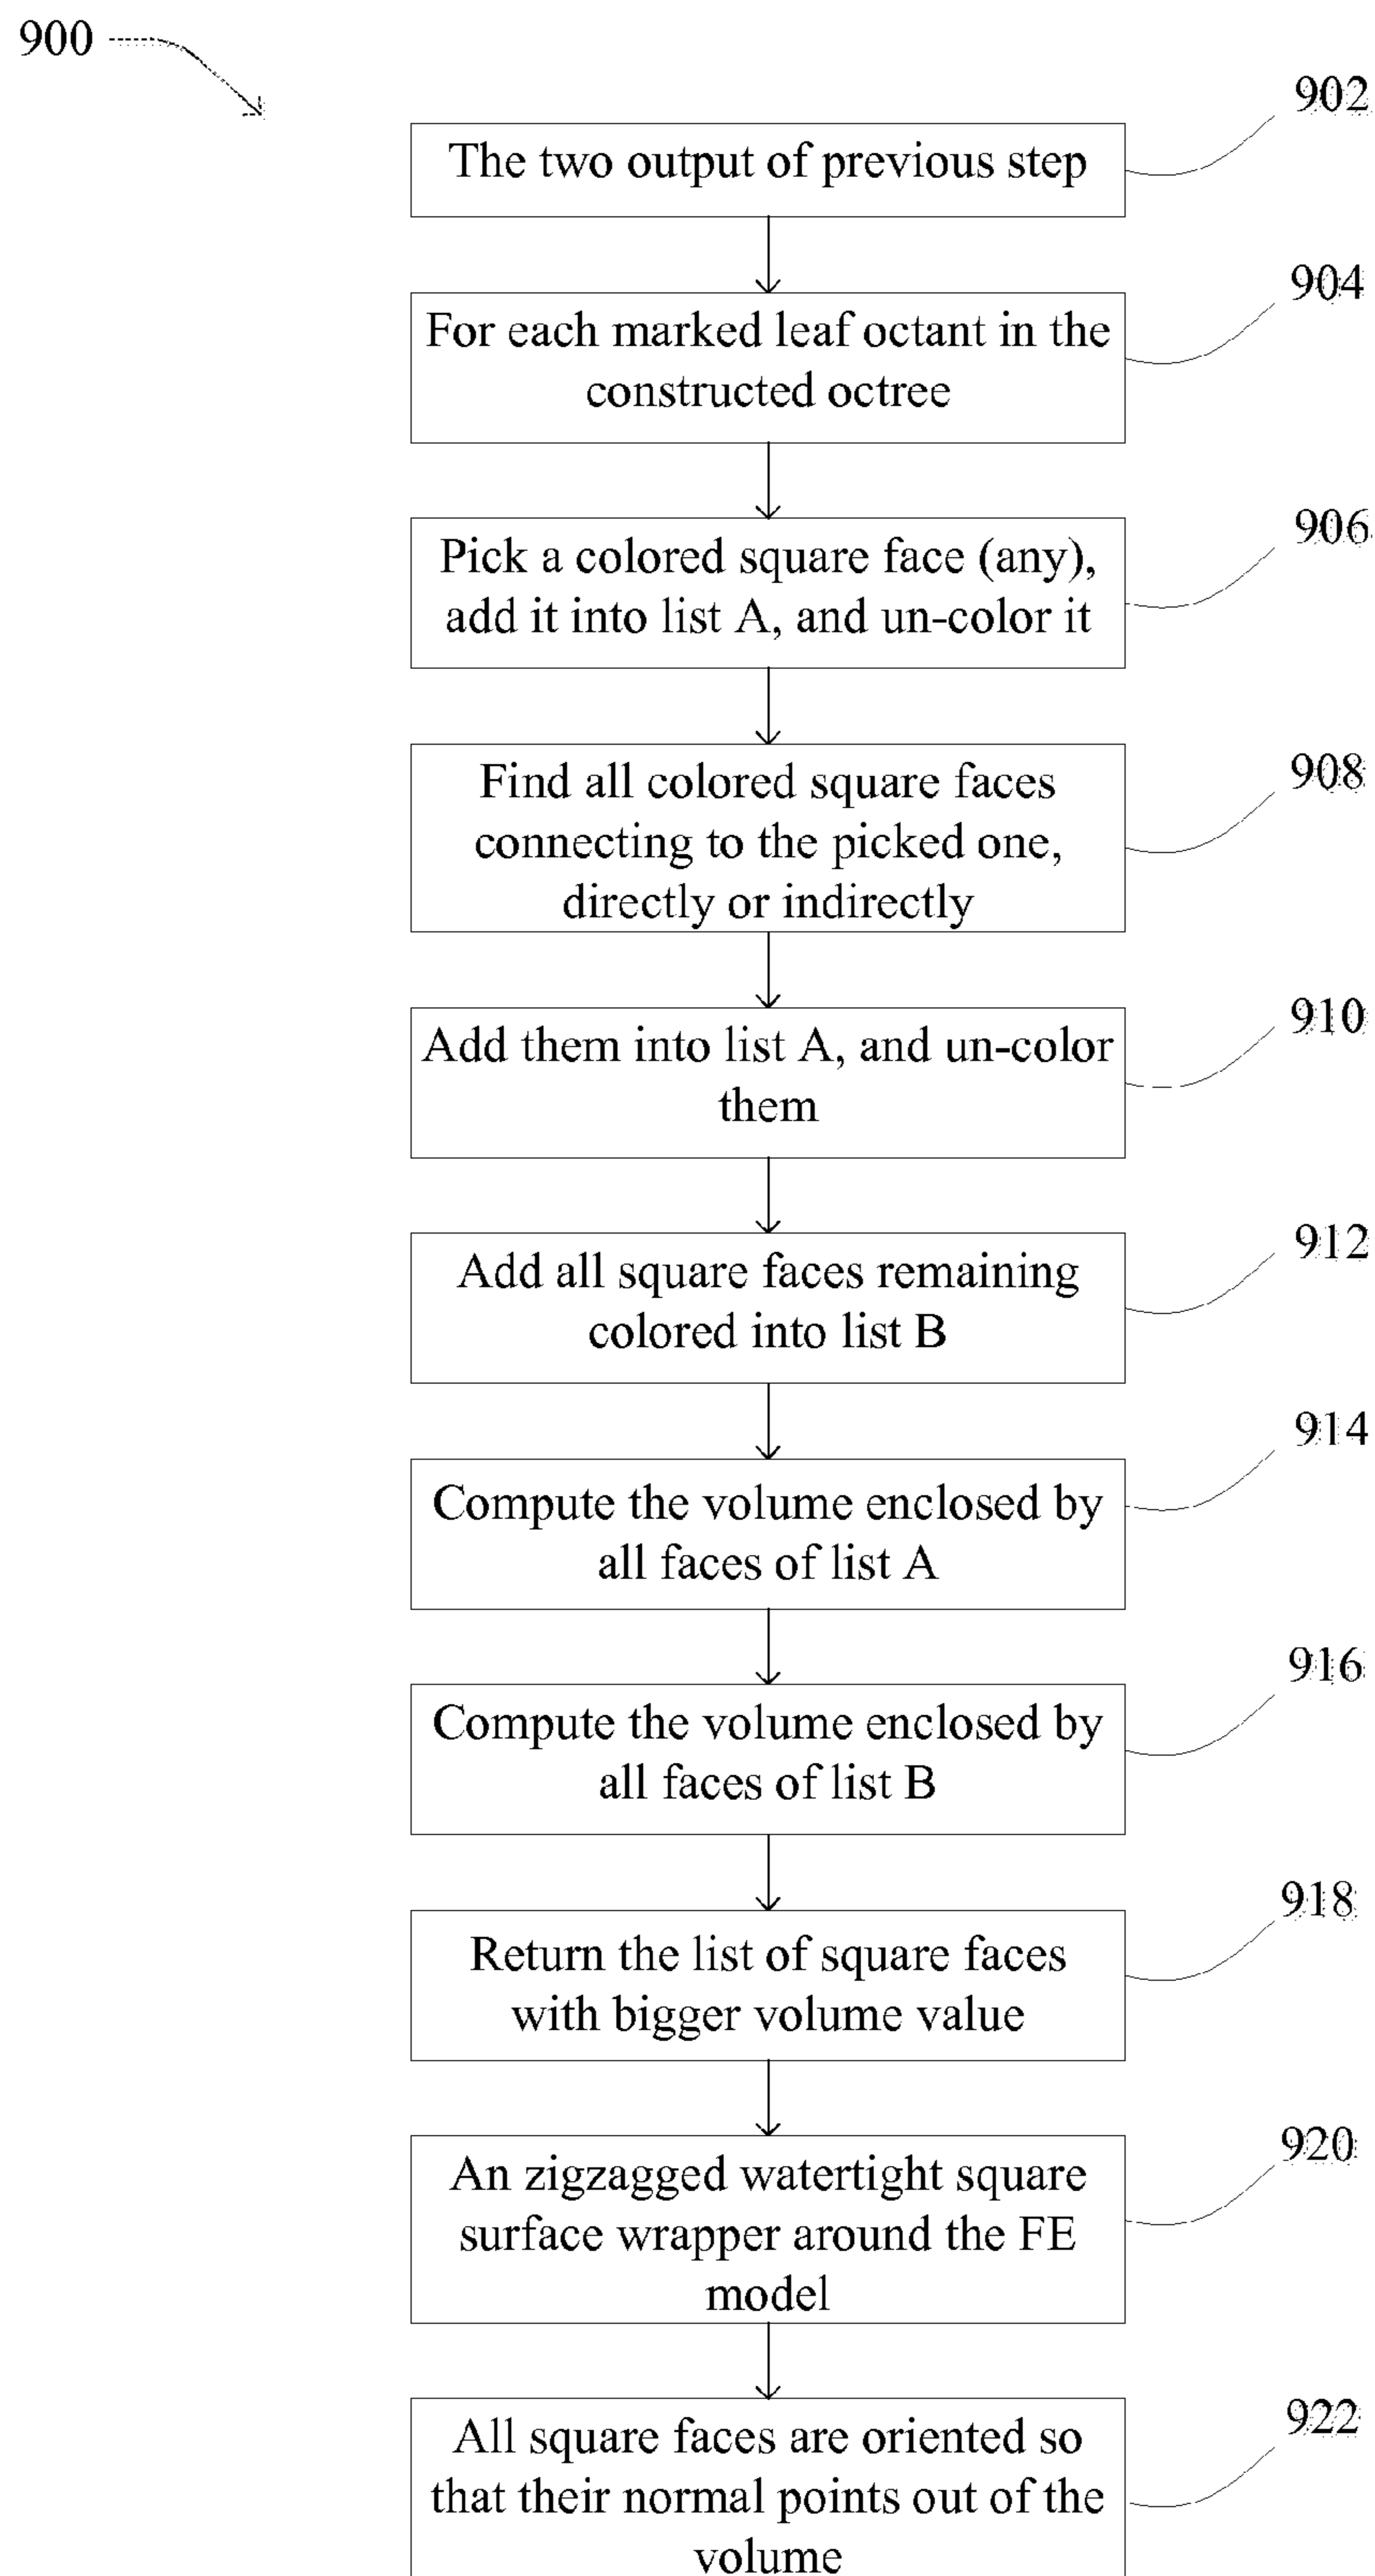 900
902
The two output of previous step
904
For each marked leaf octant in the
constructed octree
906
Pick a colored square face (any),
add it into list A, and un-color it
908
Find all colored square faces
connecting to the picked one,
directly or indirectly
910
Add them into list A, and un-color
them
912
Add all square faces remaining
colored into list B
914
Compute the volume enclosed by
all faces of list A
916
Compute the volume enclosed by
all faces of list B
918
Return the list of square faces
with bigger volume value
920
An zigzagged watertight square
surface wrapper around the FE
model
922
All square faces are oriented so
that their normal points out of the
volume